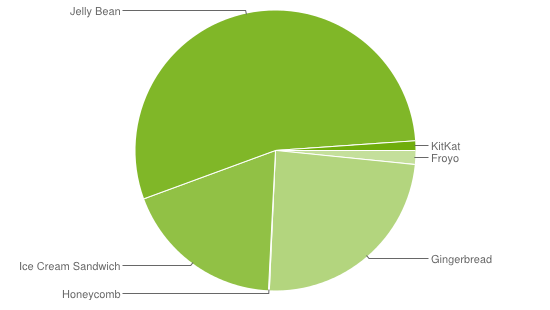 Jelly Bean
KitKat
Froyo
Gingerbread
Ice Cream Sandwich
Honeycomb